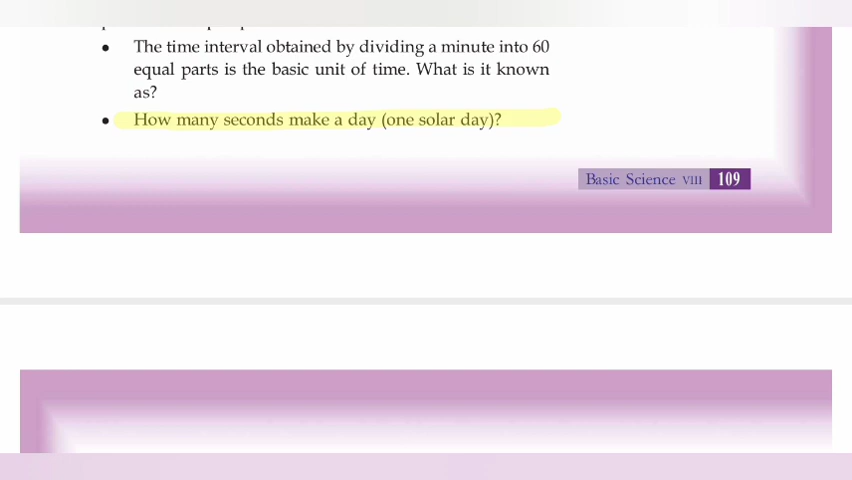 • The time interval obtained by dividing a minute into 60
equal parts is the basic unit of time. What is it known
as?
• How many seconds make a day (one solar day)?
Basic Science VIII 109